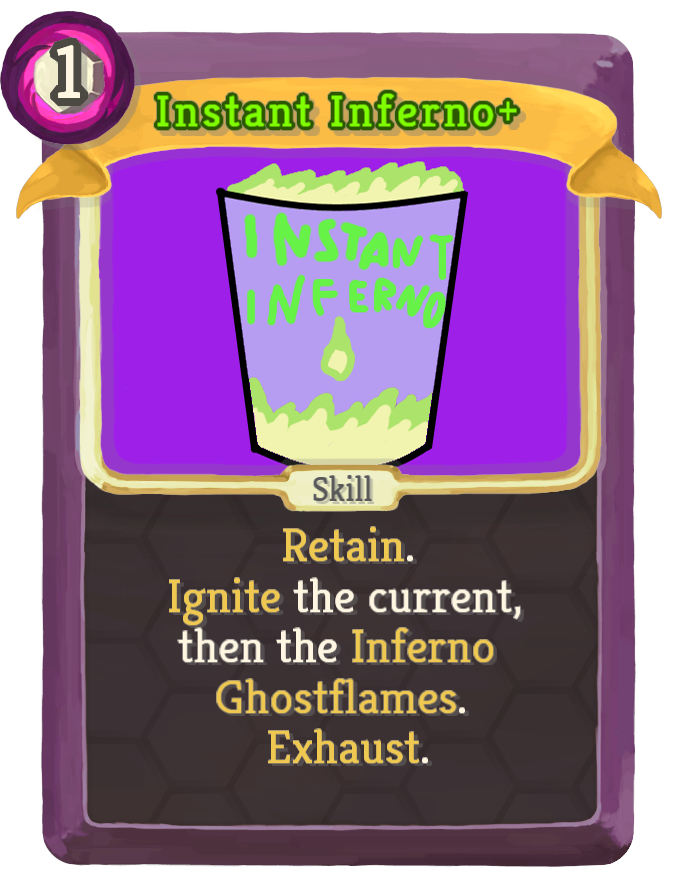 1
Instant Inferno+
INSTANT
INFERNO
Skill
Retain.
Ignite the current,
then the Inferno
Ghostflames.
Exhaust.